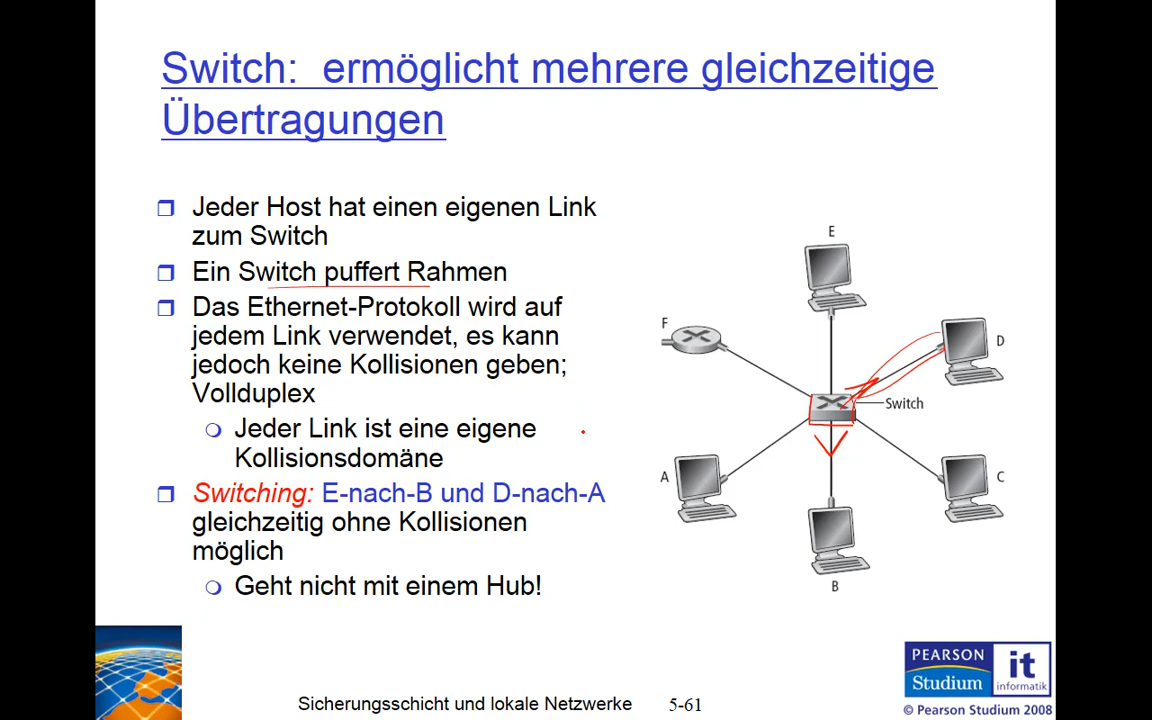 Switch: ermöglicht mehrere gleichzeitige
Übertragungen
Jeder Host hat einen eigenen Link
zum Switch
Ein Switch puffert Rahmen
Das Ethernet-Protokoll wird auf
jedem Link verwendet, es kann
jedoch keine Kollisionen geben;
Vollduplex
Jeder Link ist eine eigene
Kollisionsdomäne
Switching: E-nach-B und D-nach-A
gleichzeitig ohne Kollisionen
möglich
Geht nicht mit einem Hub!
E
F
D
Switch
A
C
B
Sicherungsschicht und lokale Netzwerke
5-61
PEARSON
Studium
it
informatik
© Pearson Studium 2008